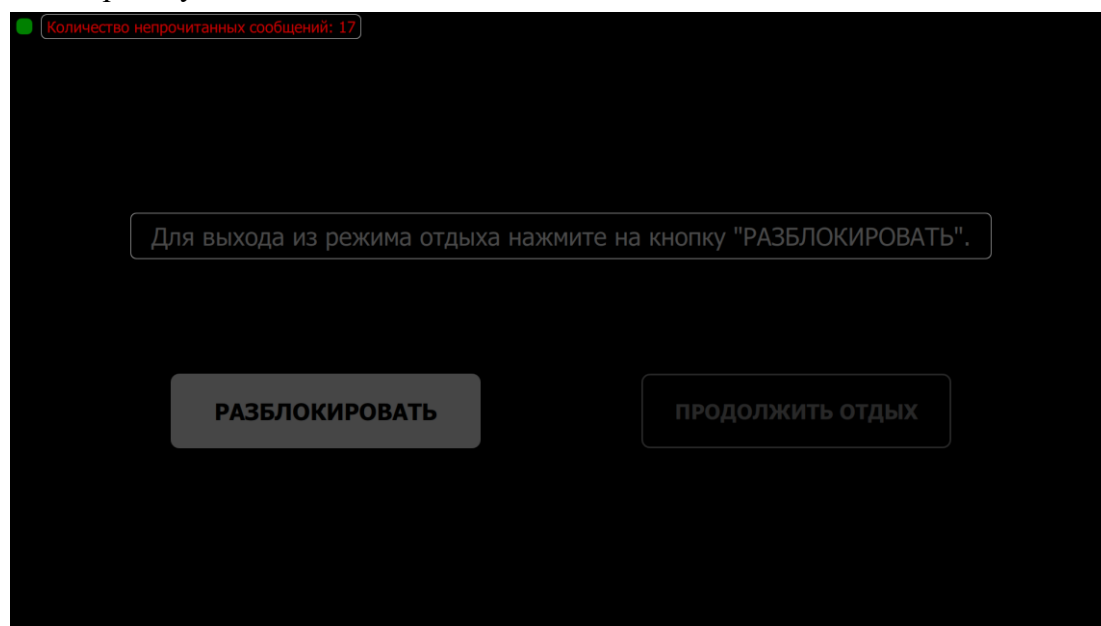 Количество непрочитанных сообщений: 17
Для выхода из режима отдыха нажмите на кнопку "РАЗБЛОКИРОВАТЬ".
РАЗБЛОКИРОВАТЬ
ПРОДОЛЖИТЬ ОТДЫХ